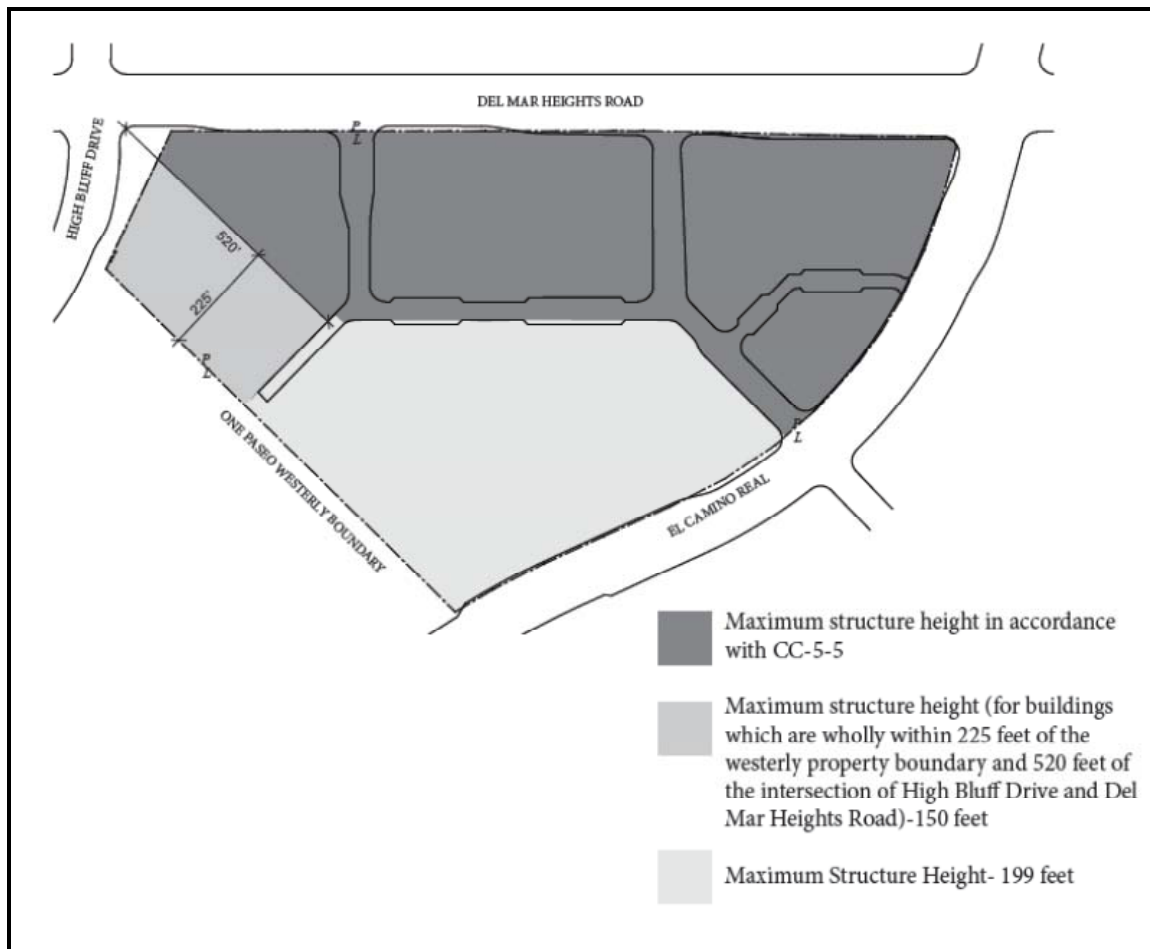 DEL MAR HEIGHTS ROAD
P
L
HIGH BLUFF DRIVE
520'
225'
P
L
ONE PASEO WESTERLY BOUNDARY
P
L
EL CAMINO REAL
Maximum structure height in accordance
with CC-5-5
Maximum structure height (for buildings
which are wholly within 225 feet of the
westerly property boundary and 520 feet of
the intersection of High Bluff Drive and Del
Mar Heights Road)-150 feet
Maximum Structure Height- 199 feet